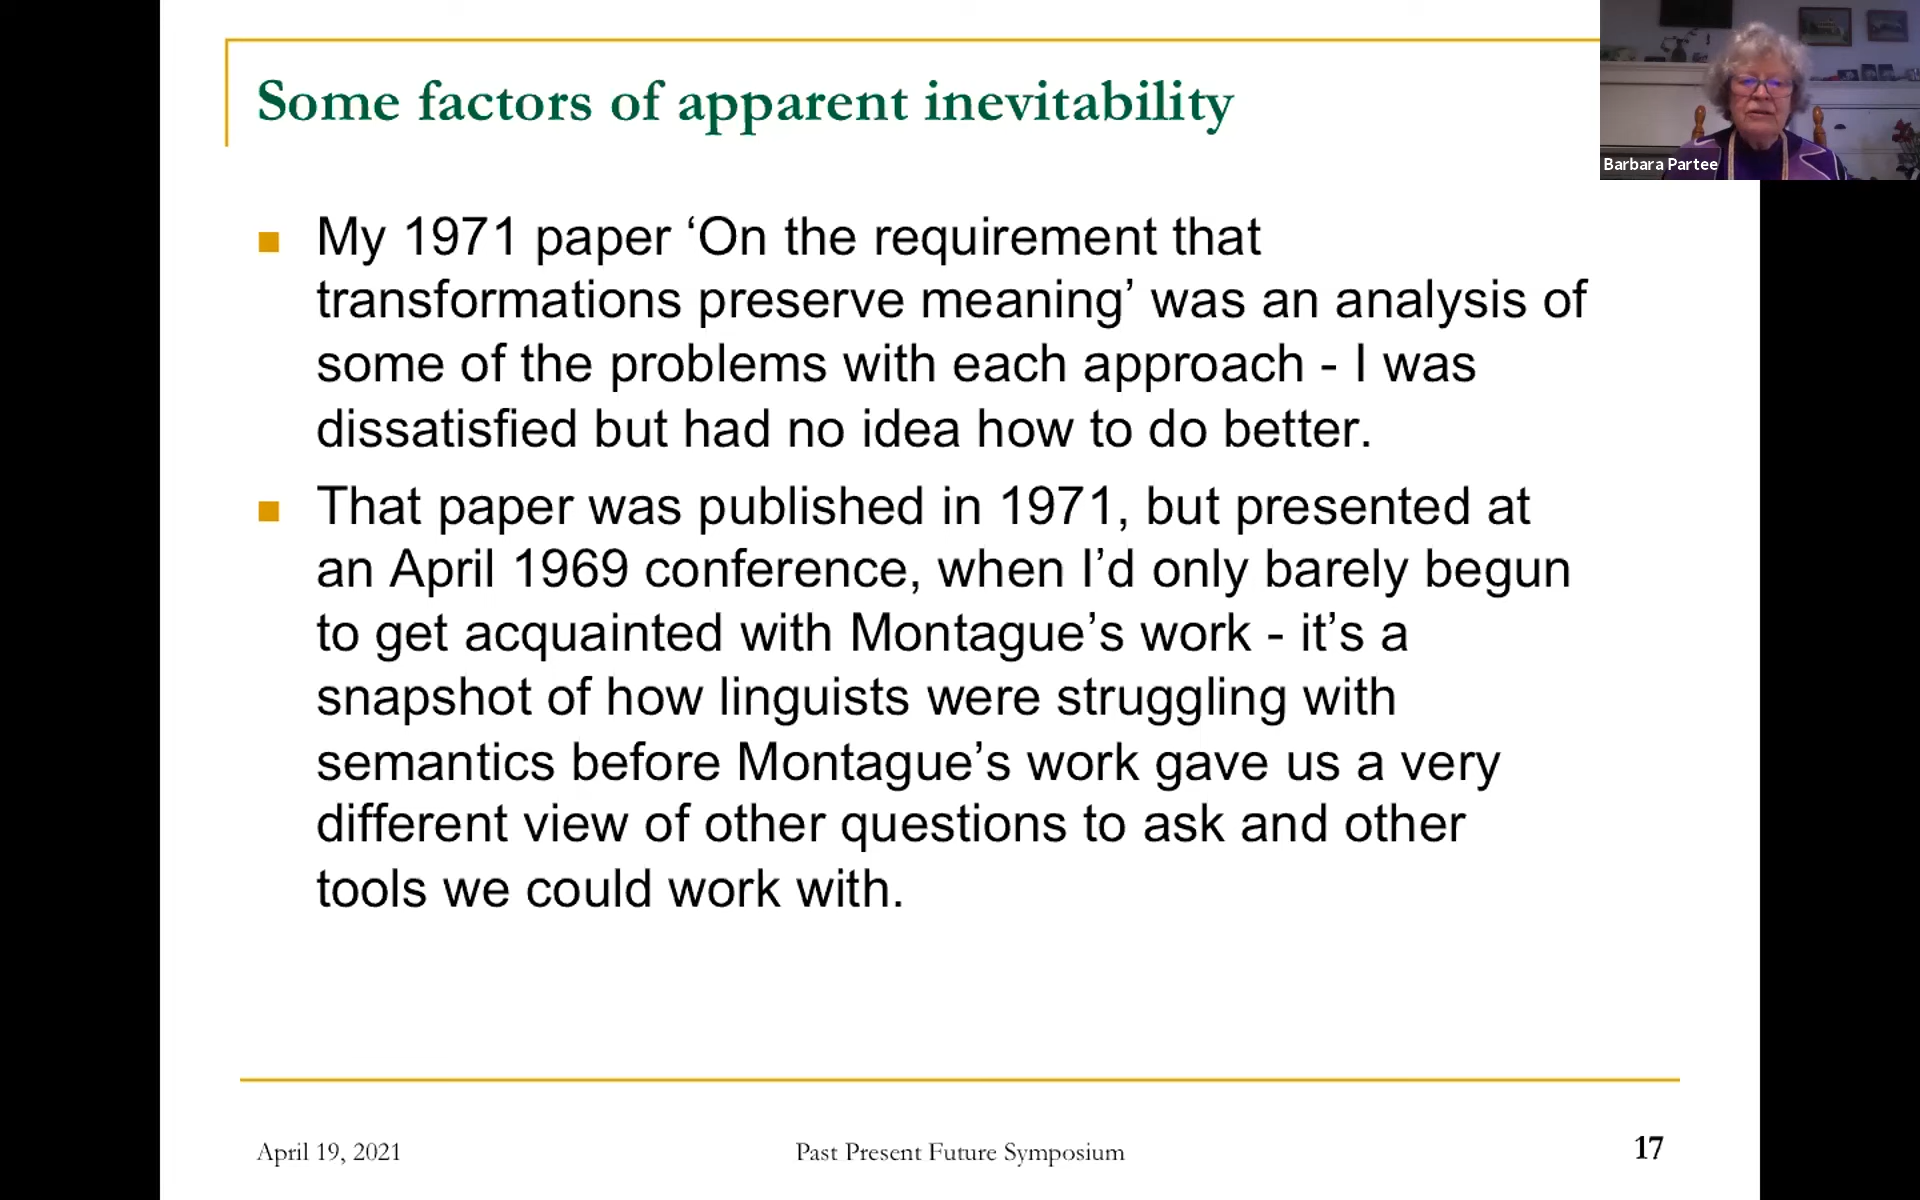 Some factors of apparent inevitability
Barbara Partee
■ My 1971 paper ‘On the requirement that
transformations preserve meaning’ was an analysis of
some of the problems with each approach - I was
dissatisfied but had no idea how to do better.
■ That paper was published in 1971, but presented at
an April 1969 conference, when I’d only barely begun
to get acquainted with Montague’s work - it’s a
snapshot of how linguists were struggling with
semantics before Montague’s work gave us a very
different view of other questions to ask and other
tools we could work with.
April 19, 2021
Past Present Future Symposium
17